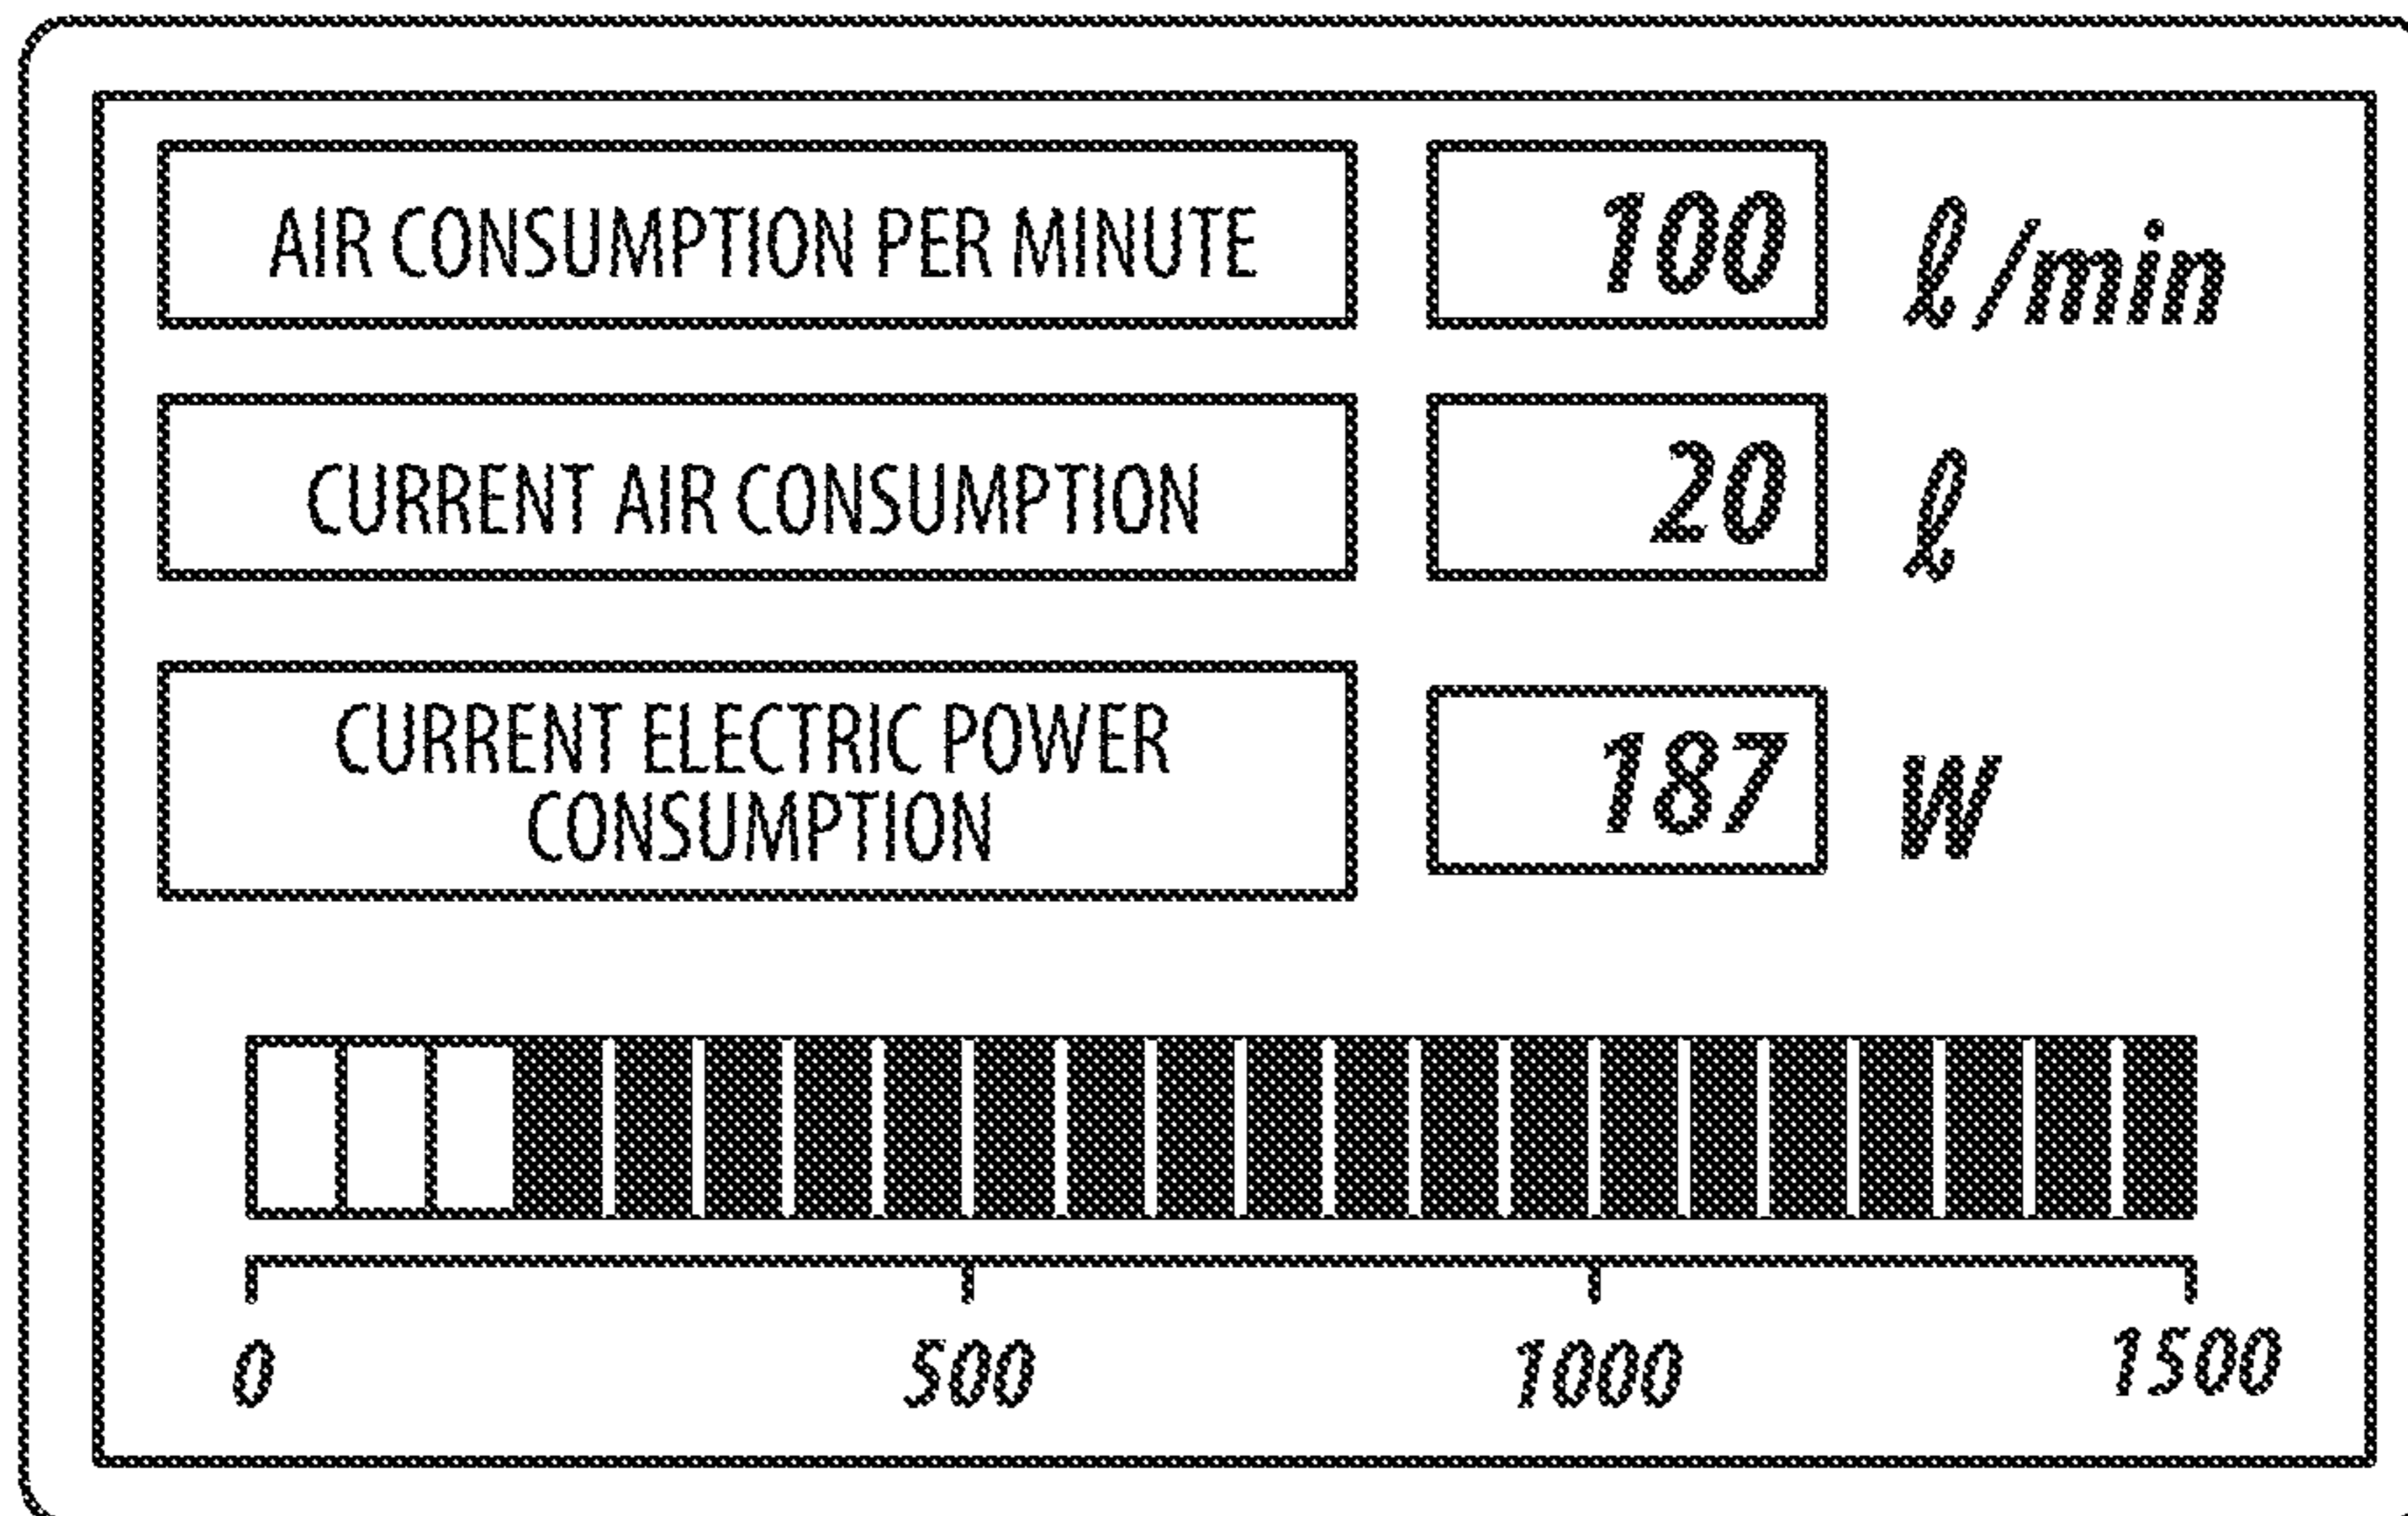 AIR CONSUMPTION PER MINUTE 100 ℓ/min
CURRENT AIR CONSUMPTION 20 ℓ
CURRENT ELECTRIC POWER
CONSUMPTION
187 W
0 500 1000 1500